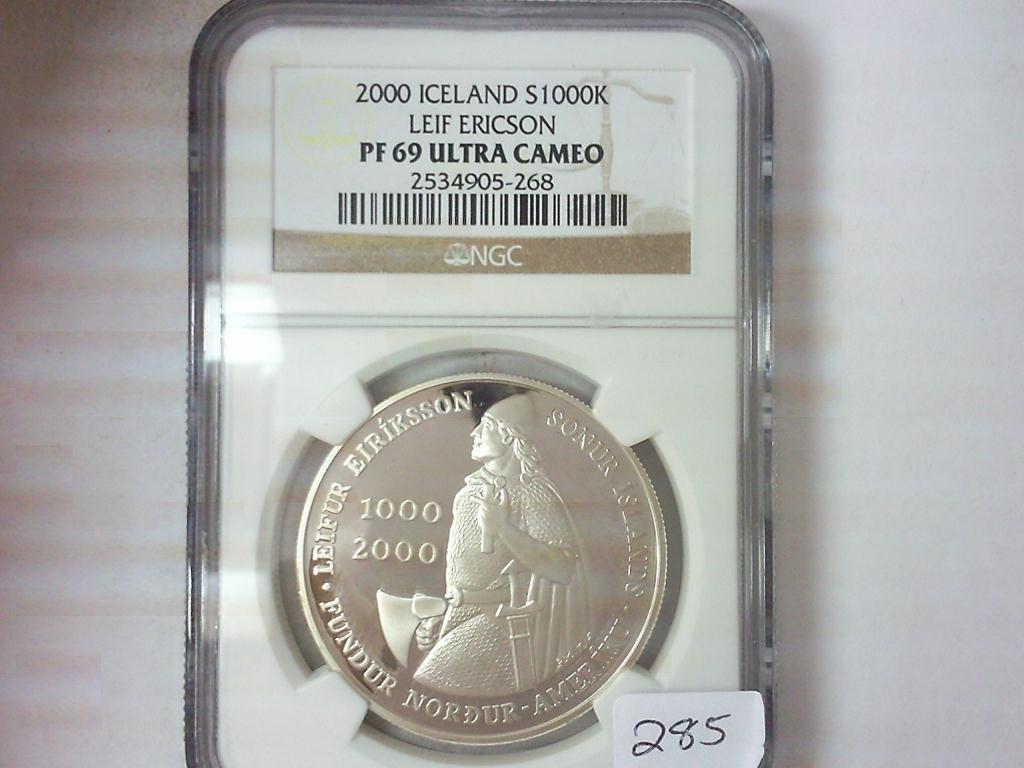 2000 ICELAND S1000K
LEIF ERICSON
PF 69 ULTRA CAMEO
2534905-268
NGC
LEIFUR EIRÍKSSON
SONUR ISLANDS
1000
2000
FUNDUR NORÐUR-AMERÍKU
285